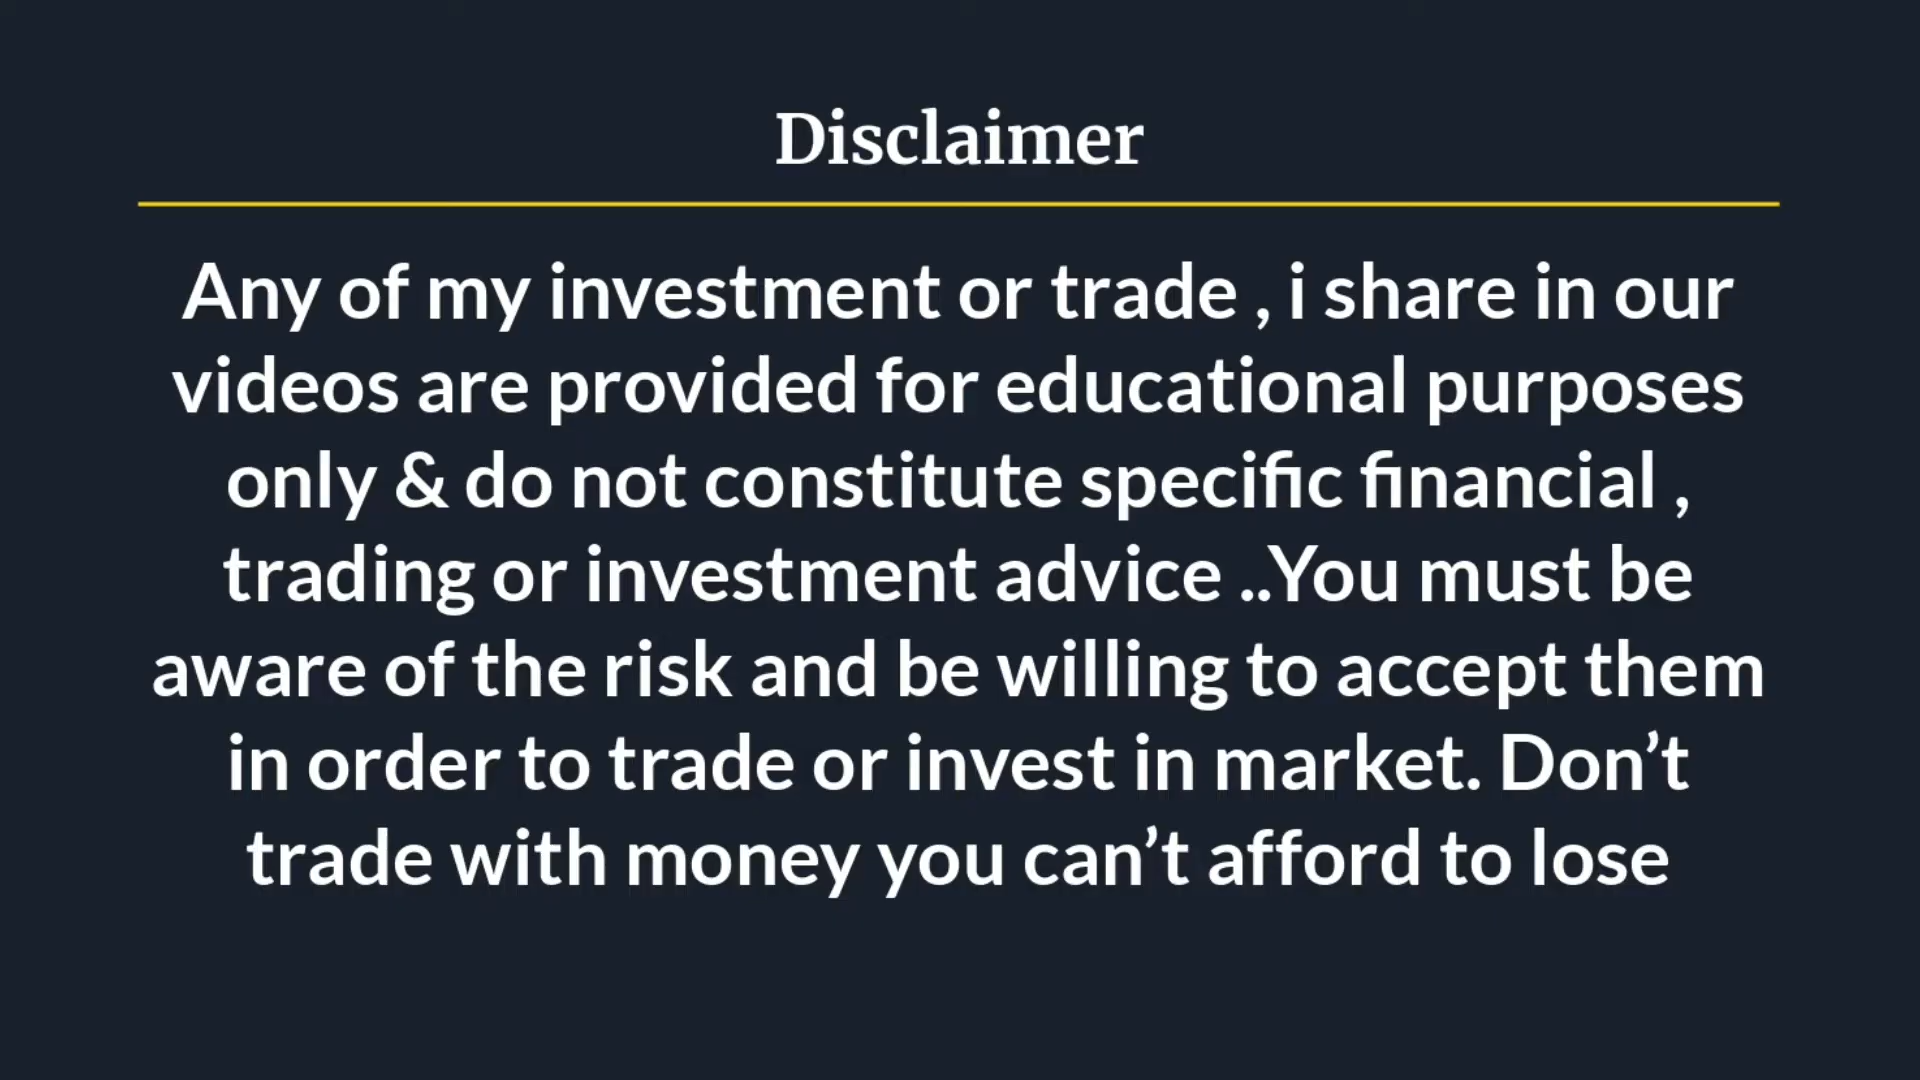 Disclaimer
Any of my investment or trade , i share in our
videos are provided for educational purposes
only & do not constitute specific financial ,
trading or investment advice ..You must be
aware of the risk and be willing to accept them
in order to trade or invest in market. Don’t
trade with money you can’t afford to lose